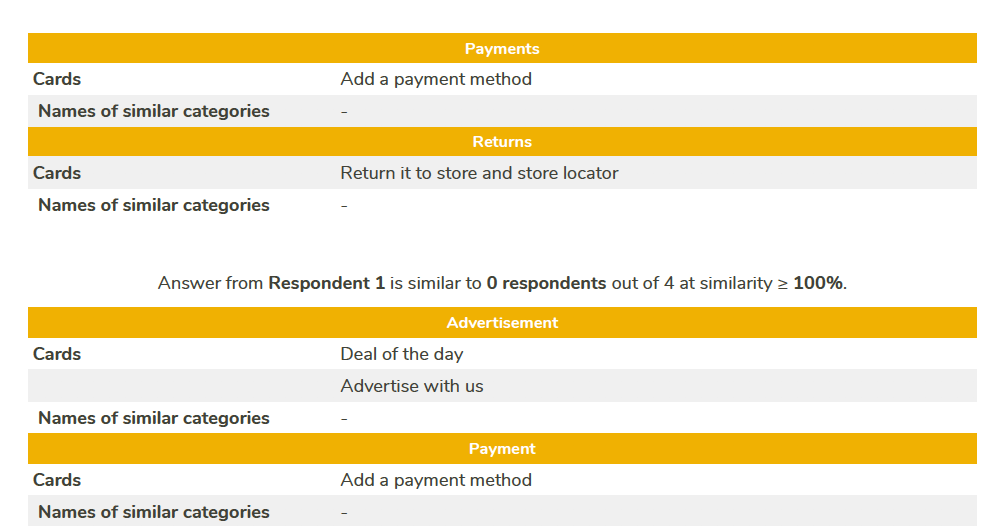 Payments
Cards Add a payment method
Names of similar categories -
Returns
Cards Return it to store and store locator
Names of similar categories -
Answer from Respondent 1 is similar to 0 respondents out of 4 at similarity ≥ 100%.
Advertisement
Cards Deal of the day
Advertise with us
Names of similar categories -
Payment
Cards Add a payment method
Names of similar categories -